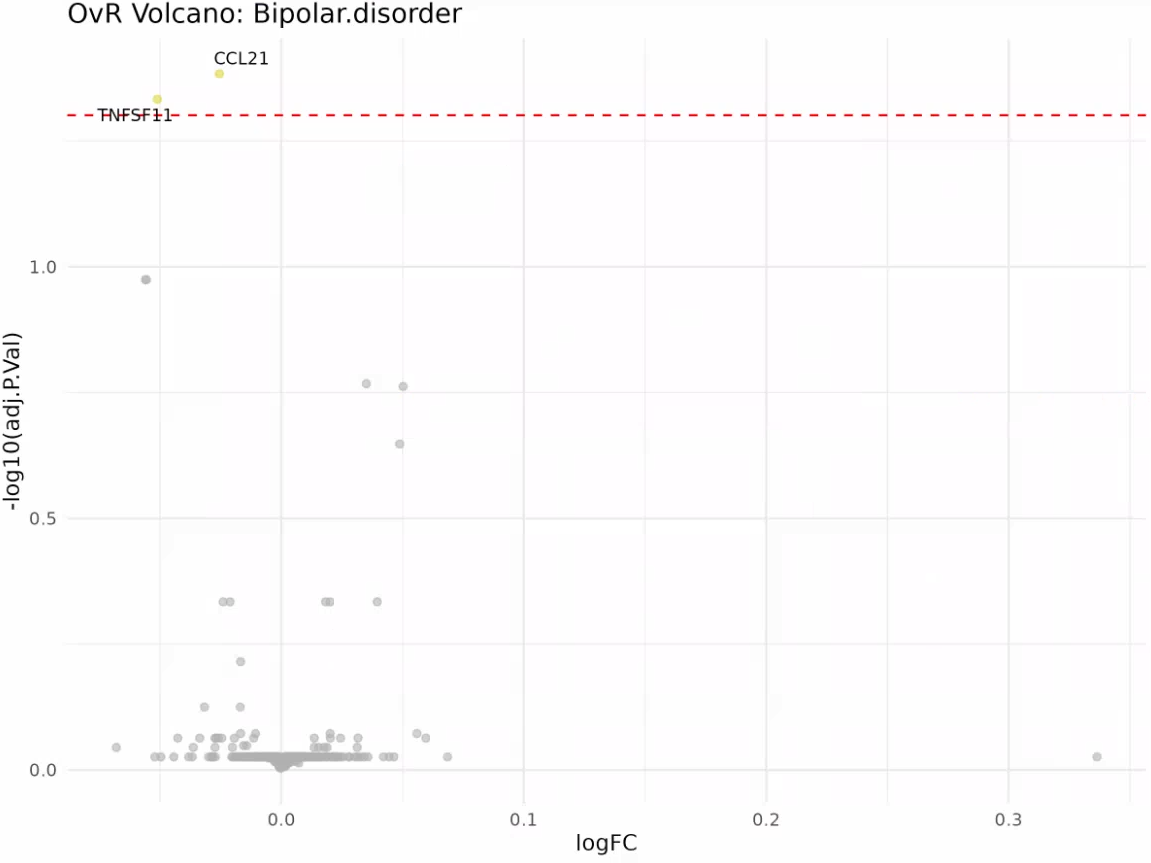 OvR Volcano: Bipolar.disorder
CCL21
TNFSF11
1.0
0.5
0.0
-log10(adj.P.Val)
0.0 0.1 0.2 0.3
logFC